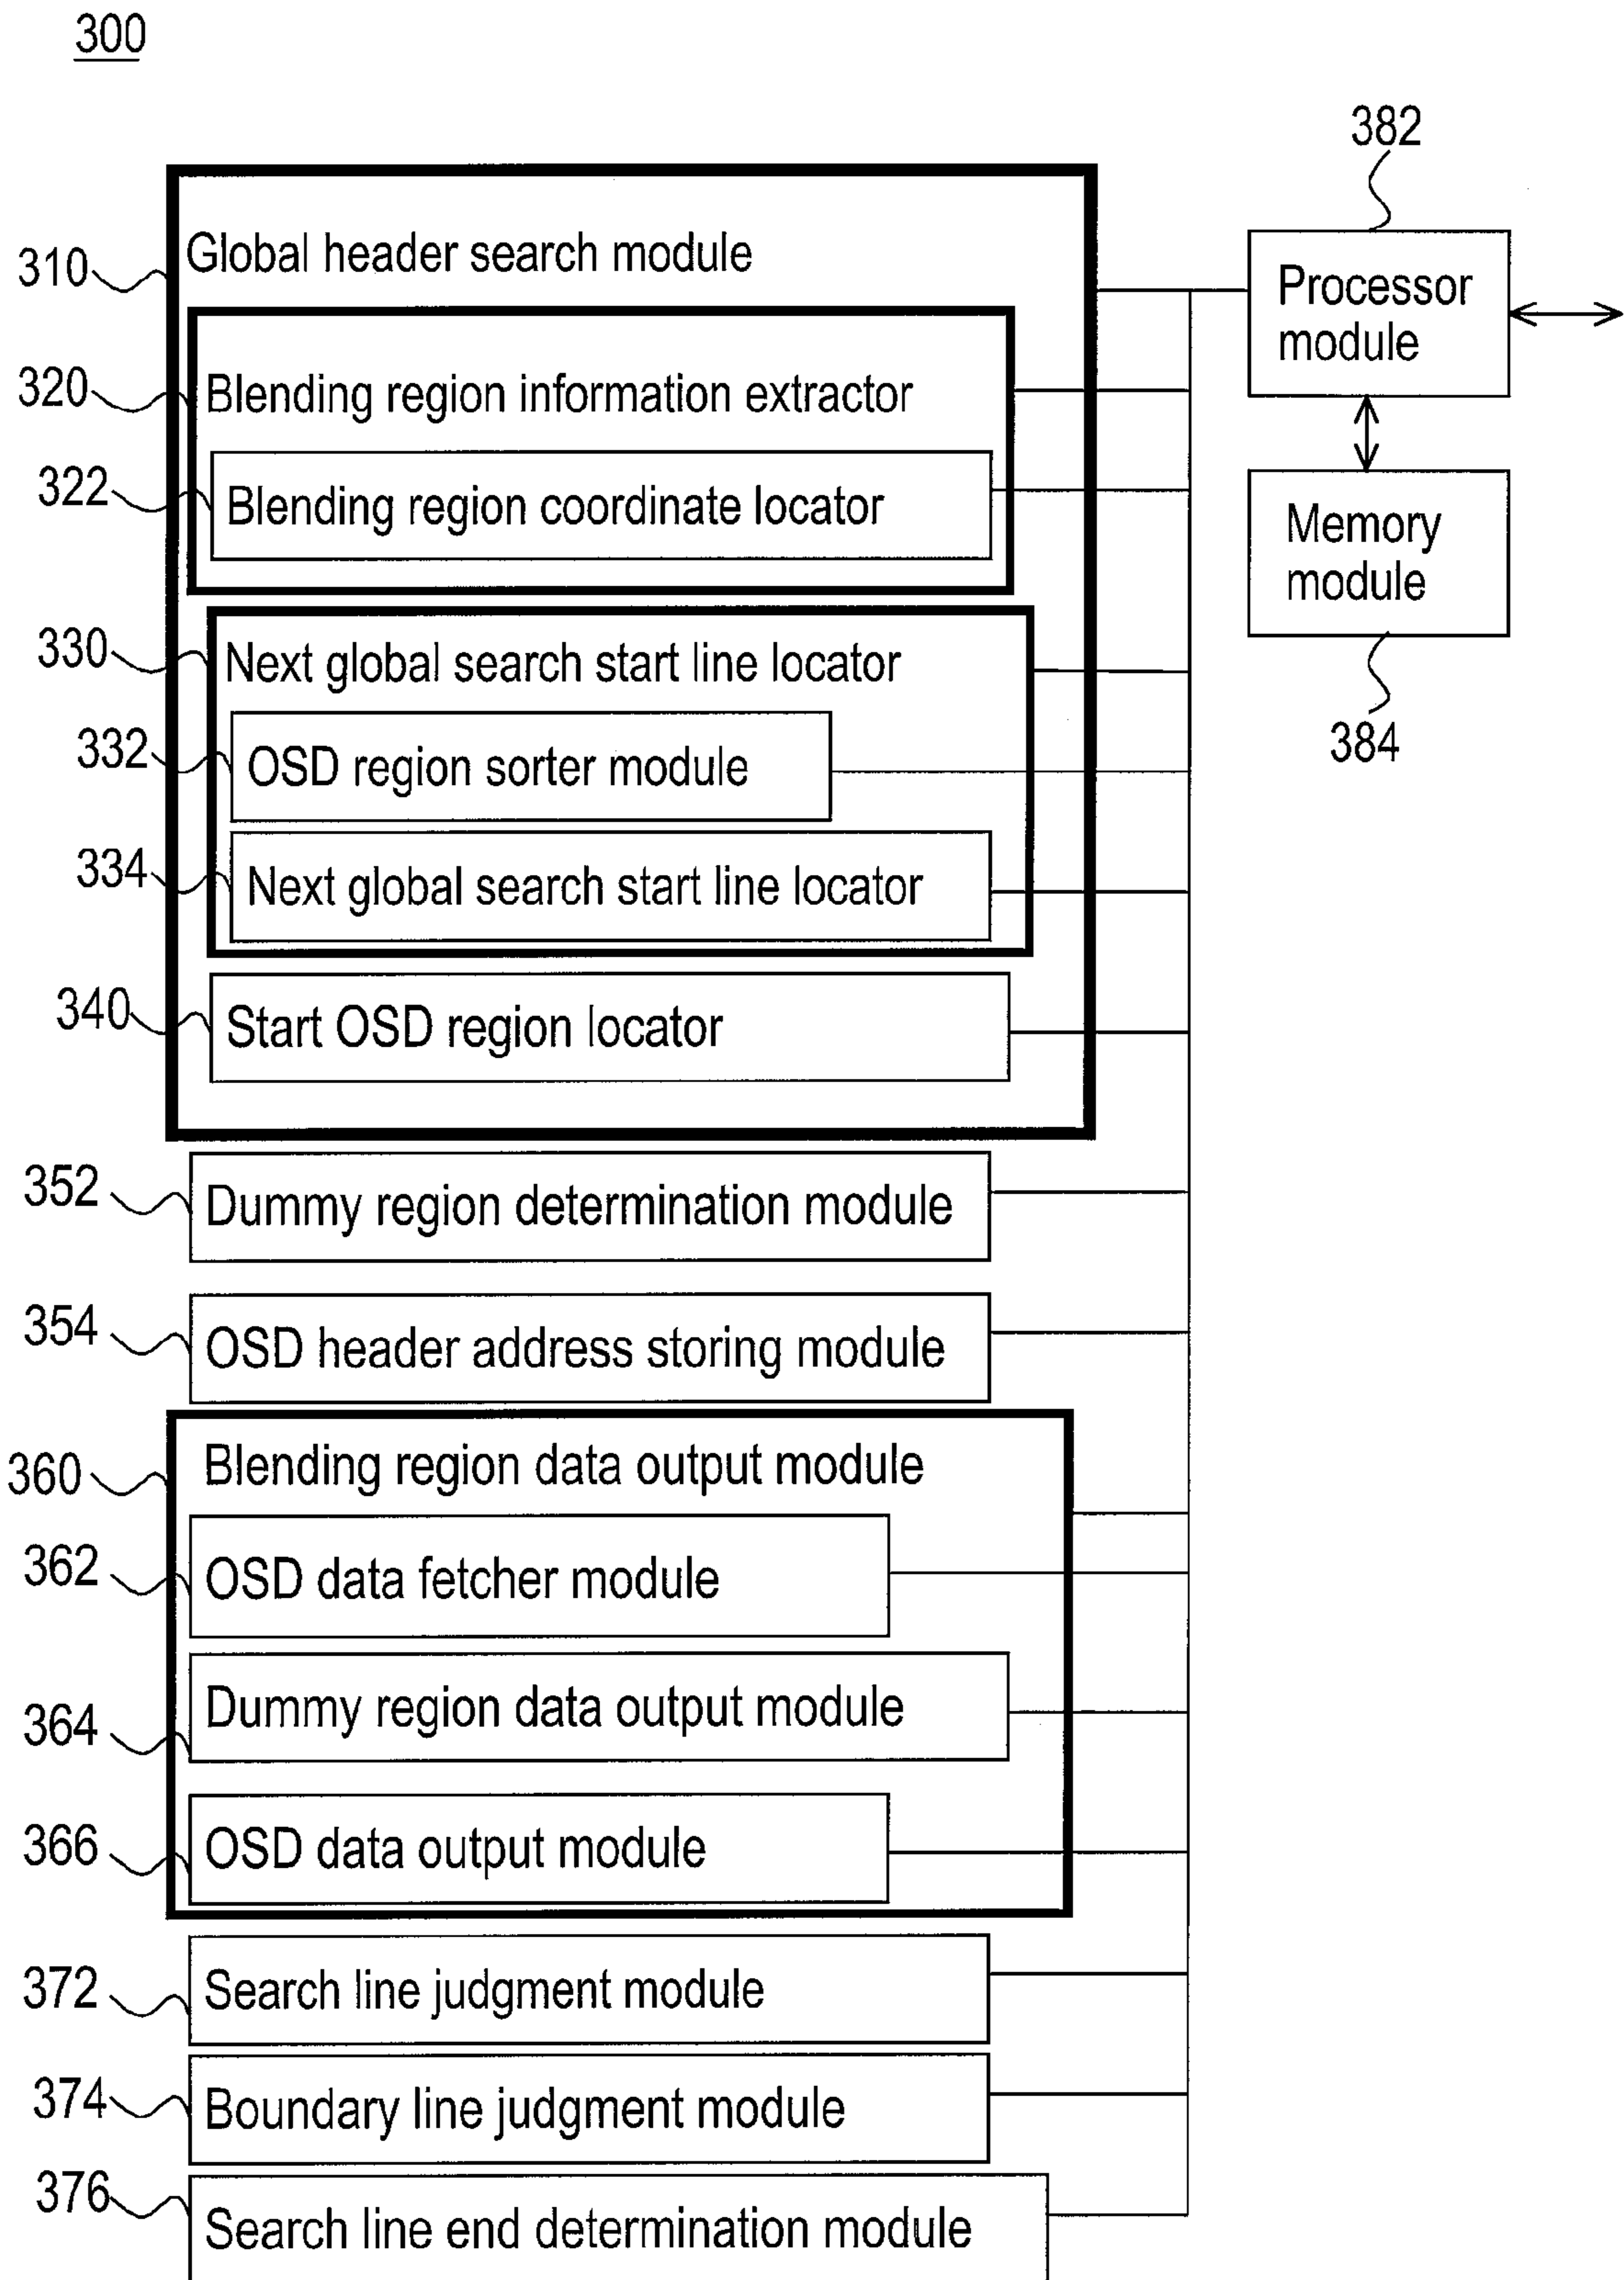 300
382
310
Global header search module
Processor
module
320
Blending region information extractor
322
Blending region coordinate locator
Memory
module
330
Next global search start line locator
332
OSD region sorter module
384
334
Next global search start line locator
340
Start OSD region locator
352
Dummy region determination module
354
OSD header address storing module
360
Blending region data output module
362
OSD data fetcher module
364
Dummy region data output module
366
OSD data output module
372
Search line judgment module
374
Boundary line judgment module
376
Search line end determination module